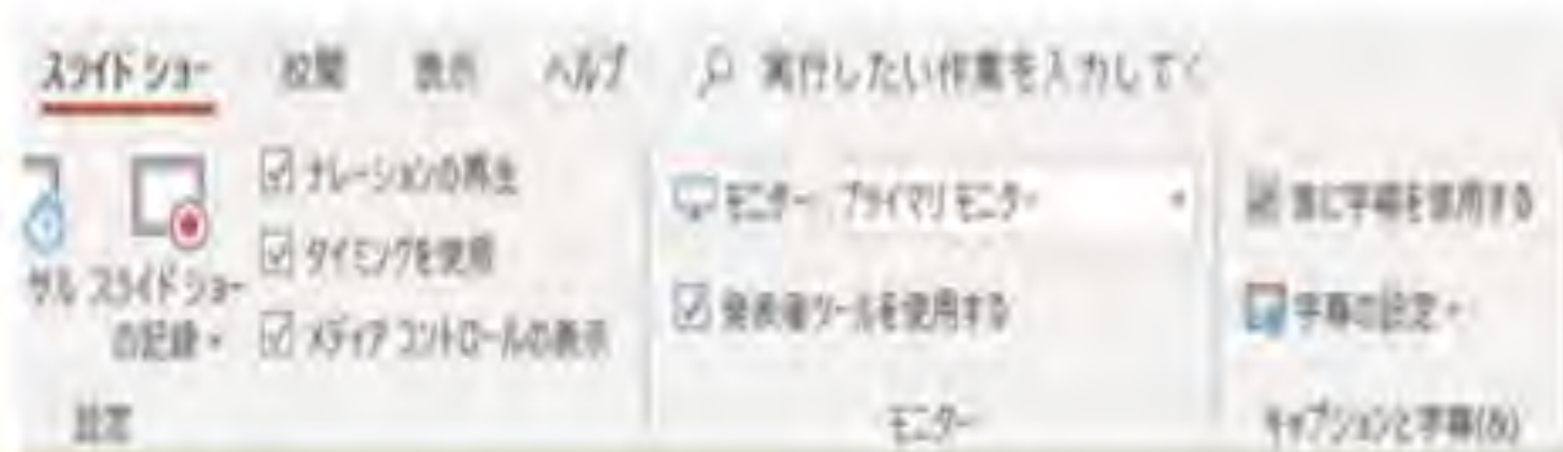 スライド ショー 校閲 表示 ヘルプ 実行したい作業を入力してく
ナレーションの再生
タイミングを使用
メディア コントロールの表示
サル スライド ショー
の記録
設定
モニター: プライマリ モニター
発表者ツールを使用する
モニター
常に字幕を使用する
字幕の設定
キャプションと字幕(&)